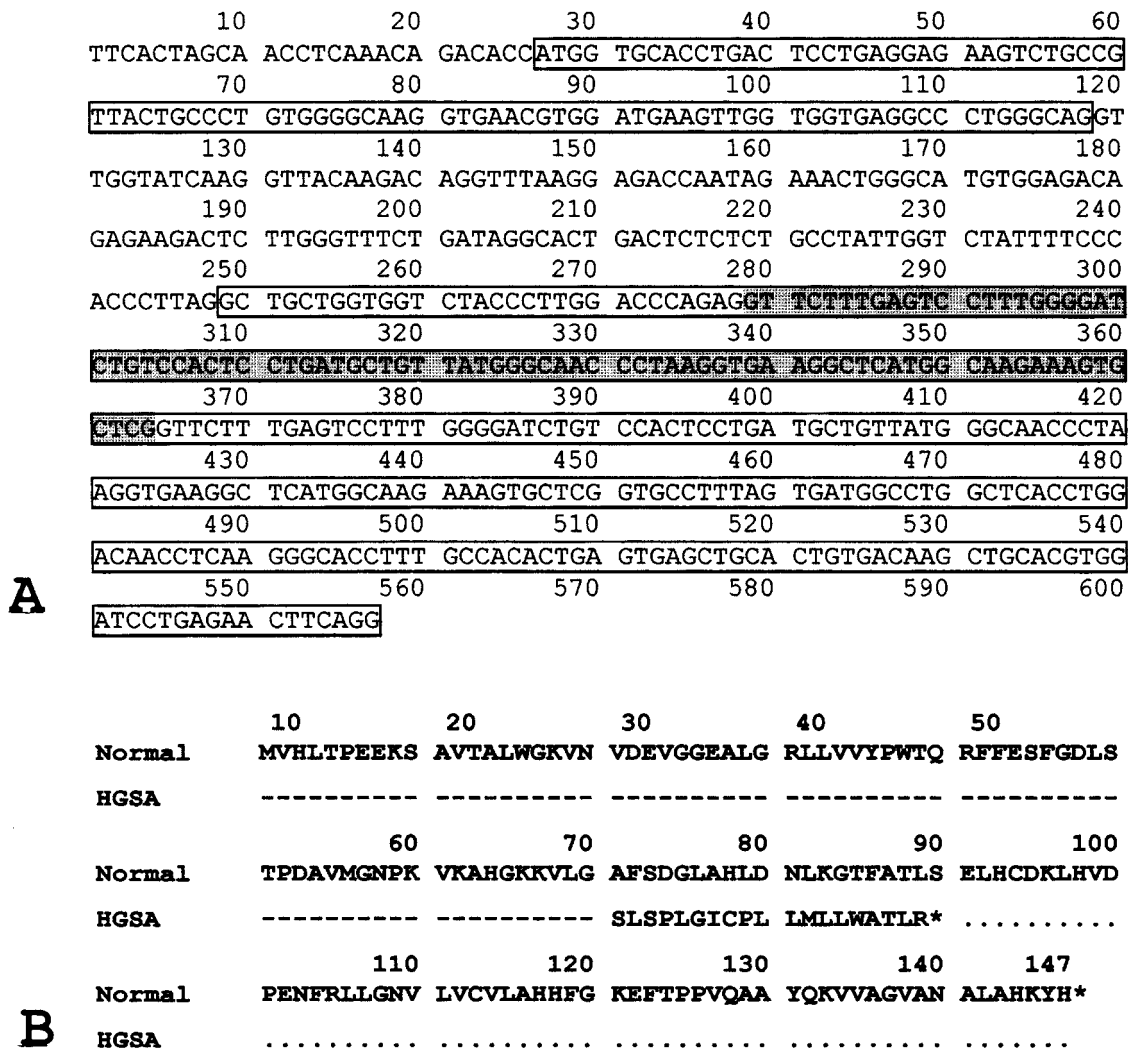 10 20 30 40 50 60
TTCACTAGCA ACCTCAAACA GACACCATGG TGCACCTGAC TCCTGAGGAG AAGTCTGCCG
70 80 90 100 110 120
TTACTGCCCT GTGGGGCAAG GTGAACGTGG ATGAAGTTGG TGGTGAGGCC CTGGGCAGGT
130 140 150 160 170 180
TGGTATCAAG GTTACAAGAC AGGTTTAAGG AGACCAATAG AAACTGGGCA TGTGGAGACA
190 200 210 220 230 240
GAGAAGACTC TTGGGTTTCT GATAGGCACT GACTCTCTCT GCCTATTGGT CTATTTTCCC
250 260 270 280 290 300
ACCCTTAGGC TGCTGGTGGT CTACCCTTGG ACCCAGAGGT TCTTTGAGTC CTTTGGGGAT
310 320 330 340 350 360
CTGTCCACTC CTGATGCTGT TATGGGCAAC CCTAAGGTGA AGGCTCATGG CAAGAAAGTG
370 380 390 400 410 420
CTCGGTTCTT TGAGTCCTTT GGGGATCTGT CCACTCCTGA TGCTGTTATG GGCAACCCTA
430 440 450 460 470 480
AGGTGAAGGC TCATGGCAAG AAAGTGCTCG GTGCCTTTAG TGATGGCCTG GCTCACCTGG
490 500 510 520 530 540
ACAACCTCAA GGGCACCTTT GCCACACTGA GTGAGCTGCA CTGTGACAAG CTGCACGTGG
A 550 560 570 580 590 600
ATCCTGAGAA CTTCAGG
10 20 30 40 50
Normal MVHLTPEEKS AVTALWGKVN VDEVGGEALG RLLVVYPWTQ RFFESFGDLS
HGSA ---------- ---------- ---------- ---------- ----------
60 70 80 90 100
Normal TPDAVMGNPK VKAHGKKVLG AFSDGLAHLD NLKGTFATLS ELHCDKLHVD
HGSA ---------- ---------- SLSPLGICPL LMLLWATLR* ..........
110 120 130 140 147
Normal PENFRLLGNV LVCVLAHHFG KEFTPPVQAA YQKVVAGVAN ALAHKYH*
B HGSA .......... .......... .......... .......... .......